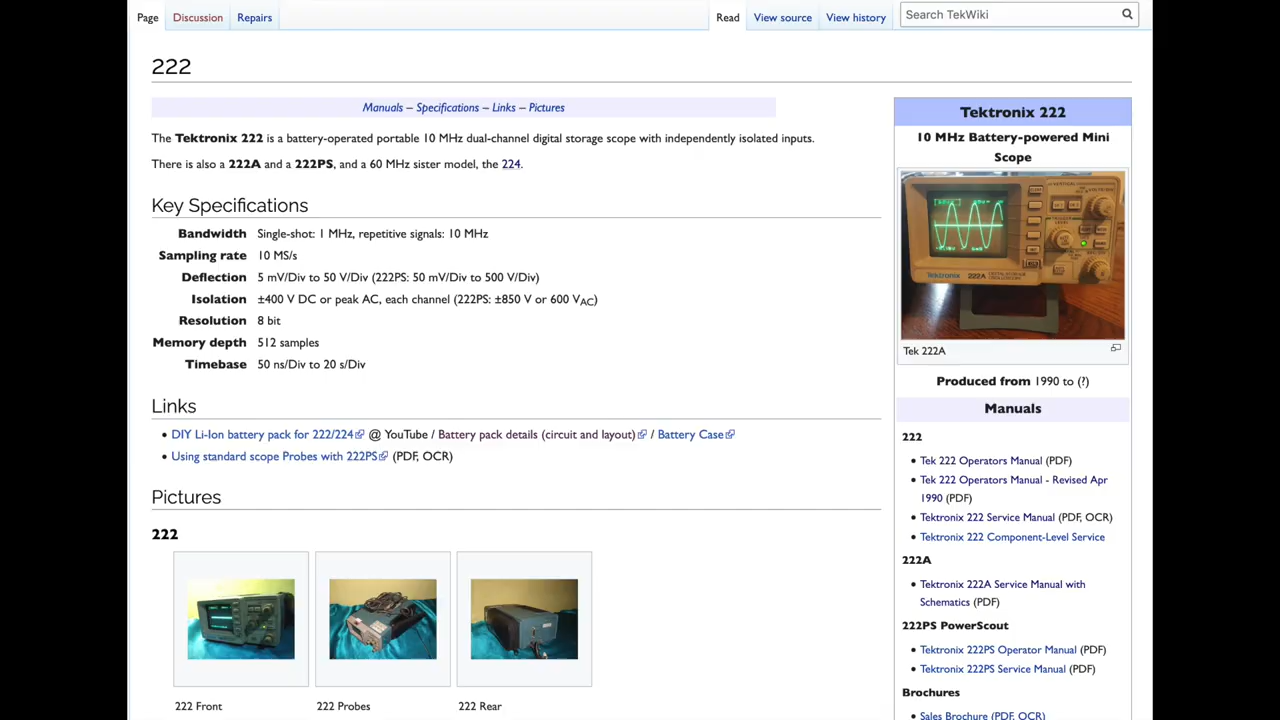 Page
Discussion
Repairs
Read
View source
View history
Search TekWiki
222
Manuals – Specifications – Links – Pictures
The Tektronix 222 is a battery-operated portable 10 MHz dual-channel digital storage scope with independently isolated inputs.
There is also a 222A and a 222PS, and a 60 MHz sister model, the 224.
Key Specifications
Bandwidth Single-shot: 1 MHz, repetitive signals: 10 MHz
Sampling rate 10 MS/s
Deflection 5 mV/Div to 50 V/Div (222PS: 50 mV/Div to 500 V/Div)
Isolation ±400 V DC or peak AC, each channel (222PS: ±850 V or 600 VAC)
Resolution 8 bit
Memory depth 512 samples
Timebase 50 ns/Div to 20 s/Div
Links
• DIY Li-Ion battery pack for 222/224 @ YouTube / Battery pack details (circuit and layout) / Battery Case
• Using standard scope Probes with 222PS (PDF, OCR)
Pictures
222
222 Front
222 Probes
222 Rear
Tektronix 222
10 MHz Battery-powered Mini
Scope
Tektronix 222A
Tek 222A
Produced from 1990 to (?)
Manuals
222
• Tek 222 Operators Manual (PDF)
• Tek 222 Operators Manual - Revised Apr
1990 (PDF)
• Tektronix 222 Service Manual (PDF, OCR)
• Tektronix 222 Component-Level Service
222A
• Tektronix 222A Service Manual with
Schematics (PDF)
222PS PowerScout
• Tektronix 222PS Operator Manual (PDF)
• Tektronix 222PS Service Manual (PDF)
Brochures
• Sales Brochure (PDF, OCR)